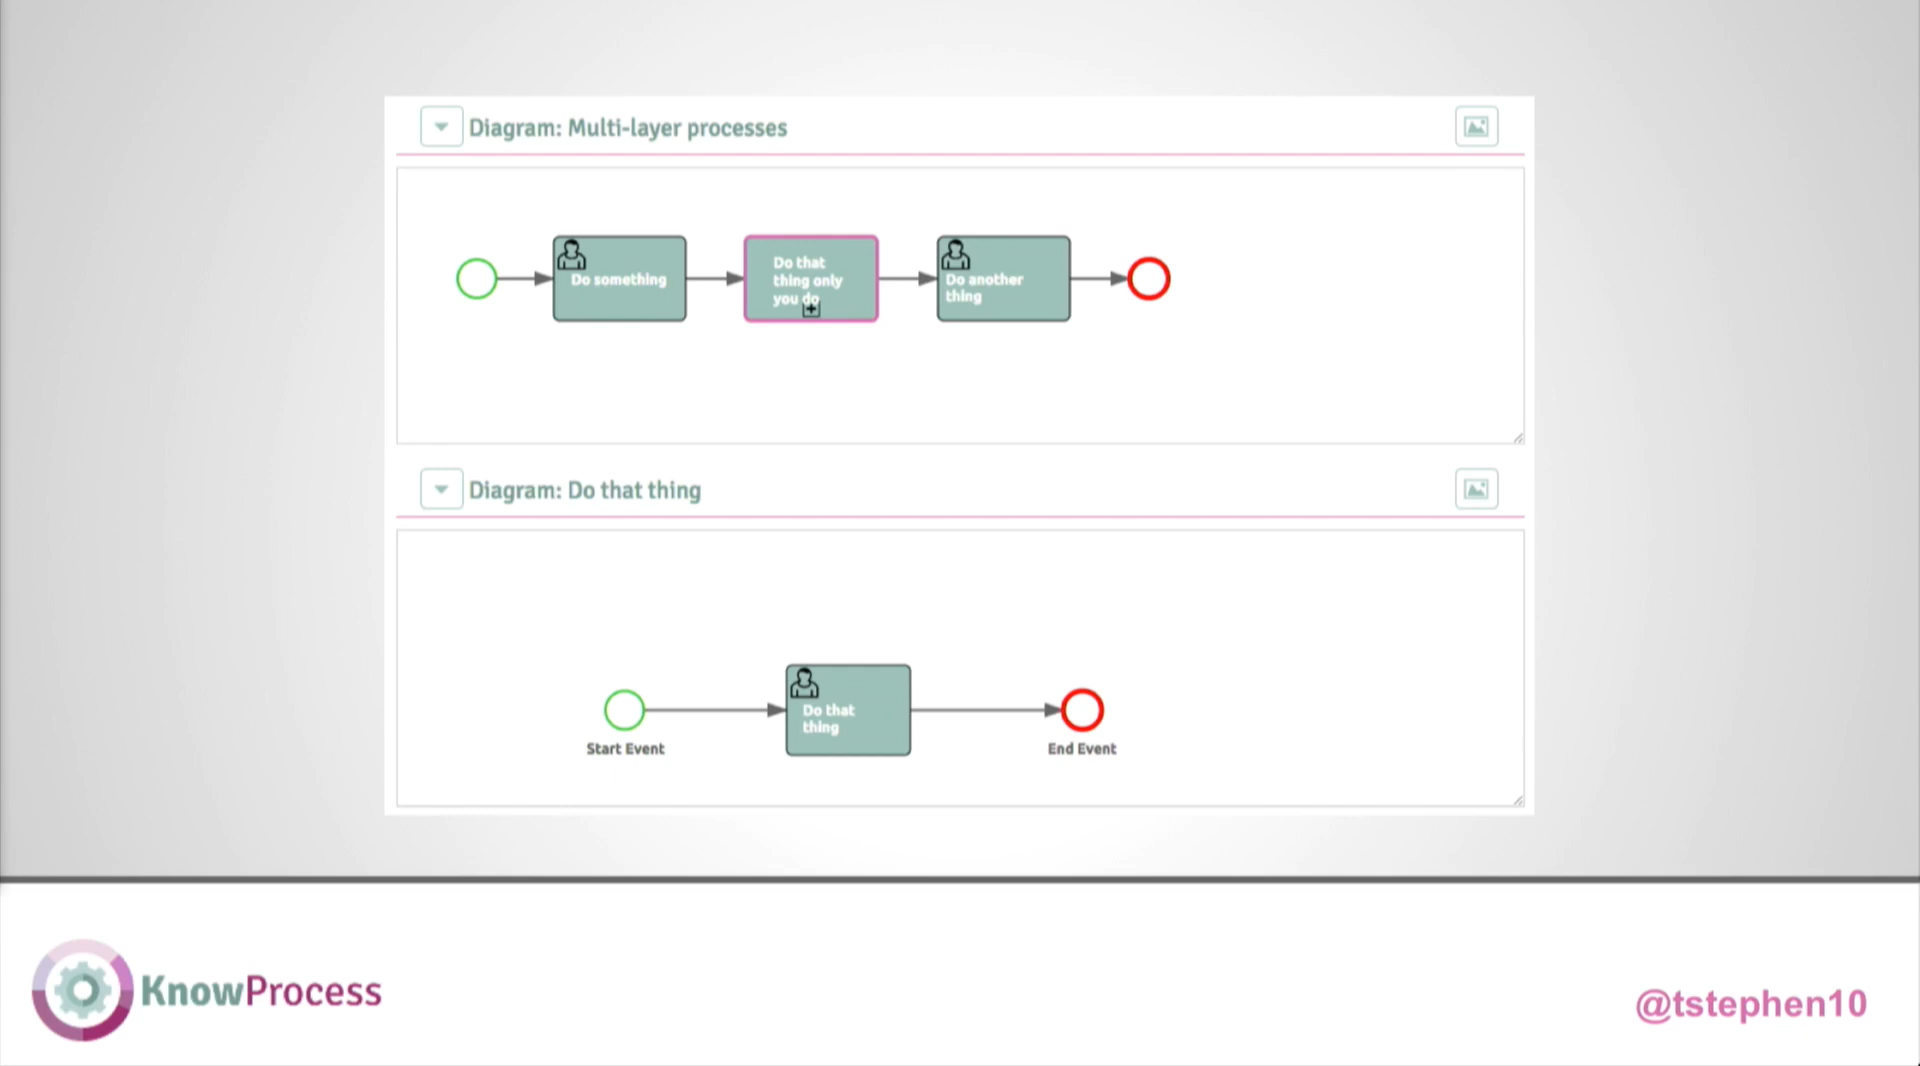 Diagram: Multi-layer processes
Do something
Do that
thing only
you do
Do another
thing
Diagram: Do that thing
Do that
thing
Start Event
End Event
KnowProcess
@tstephen10